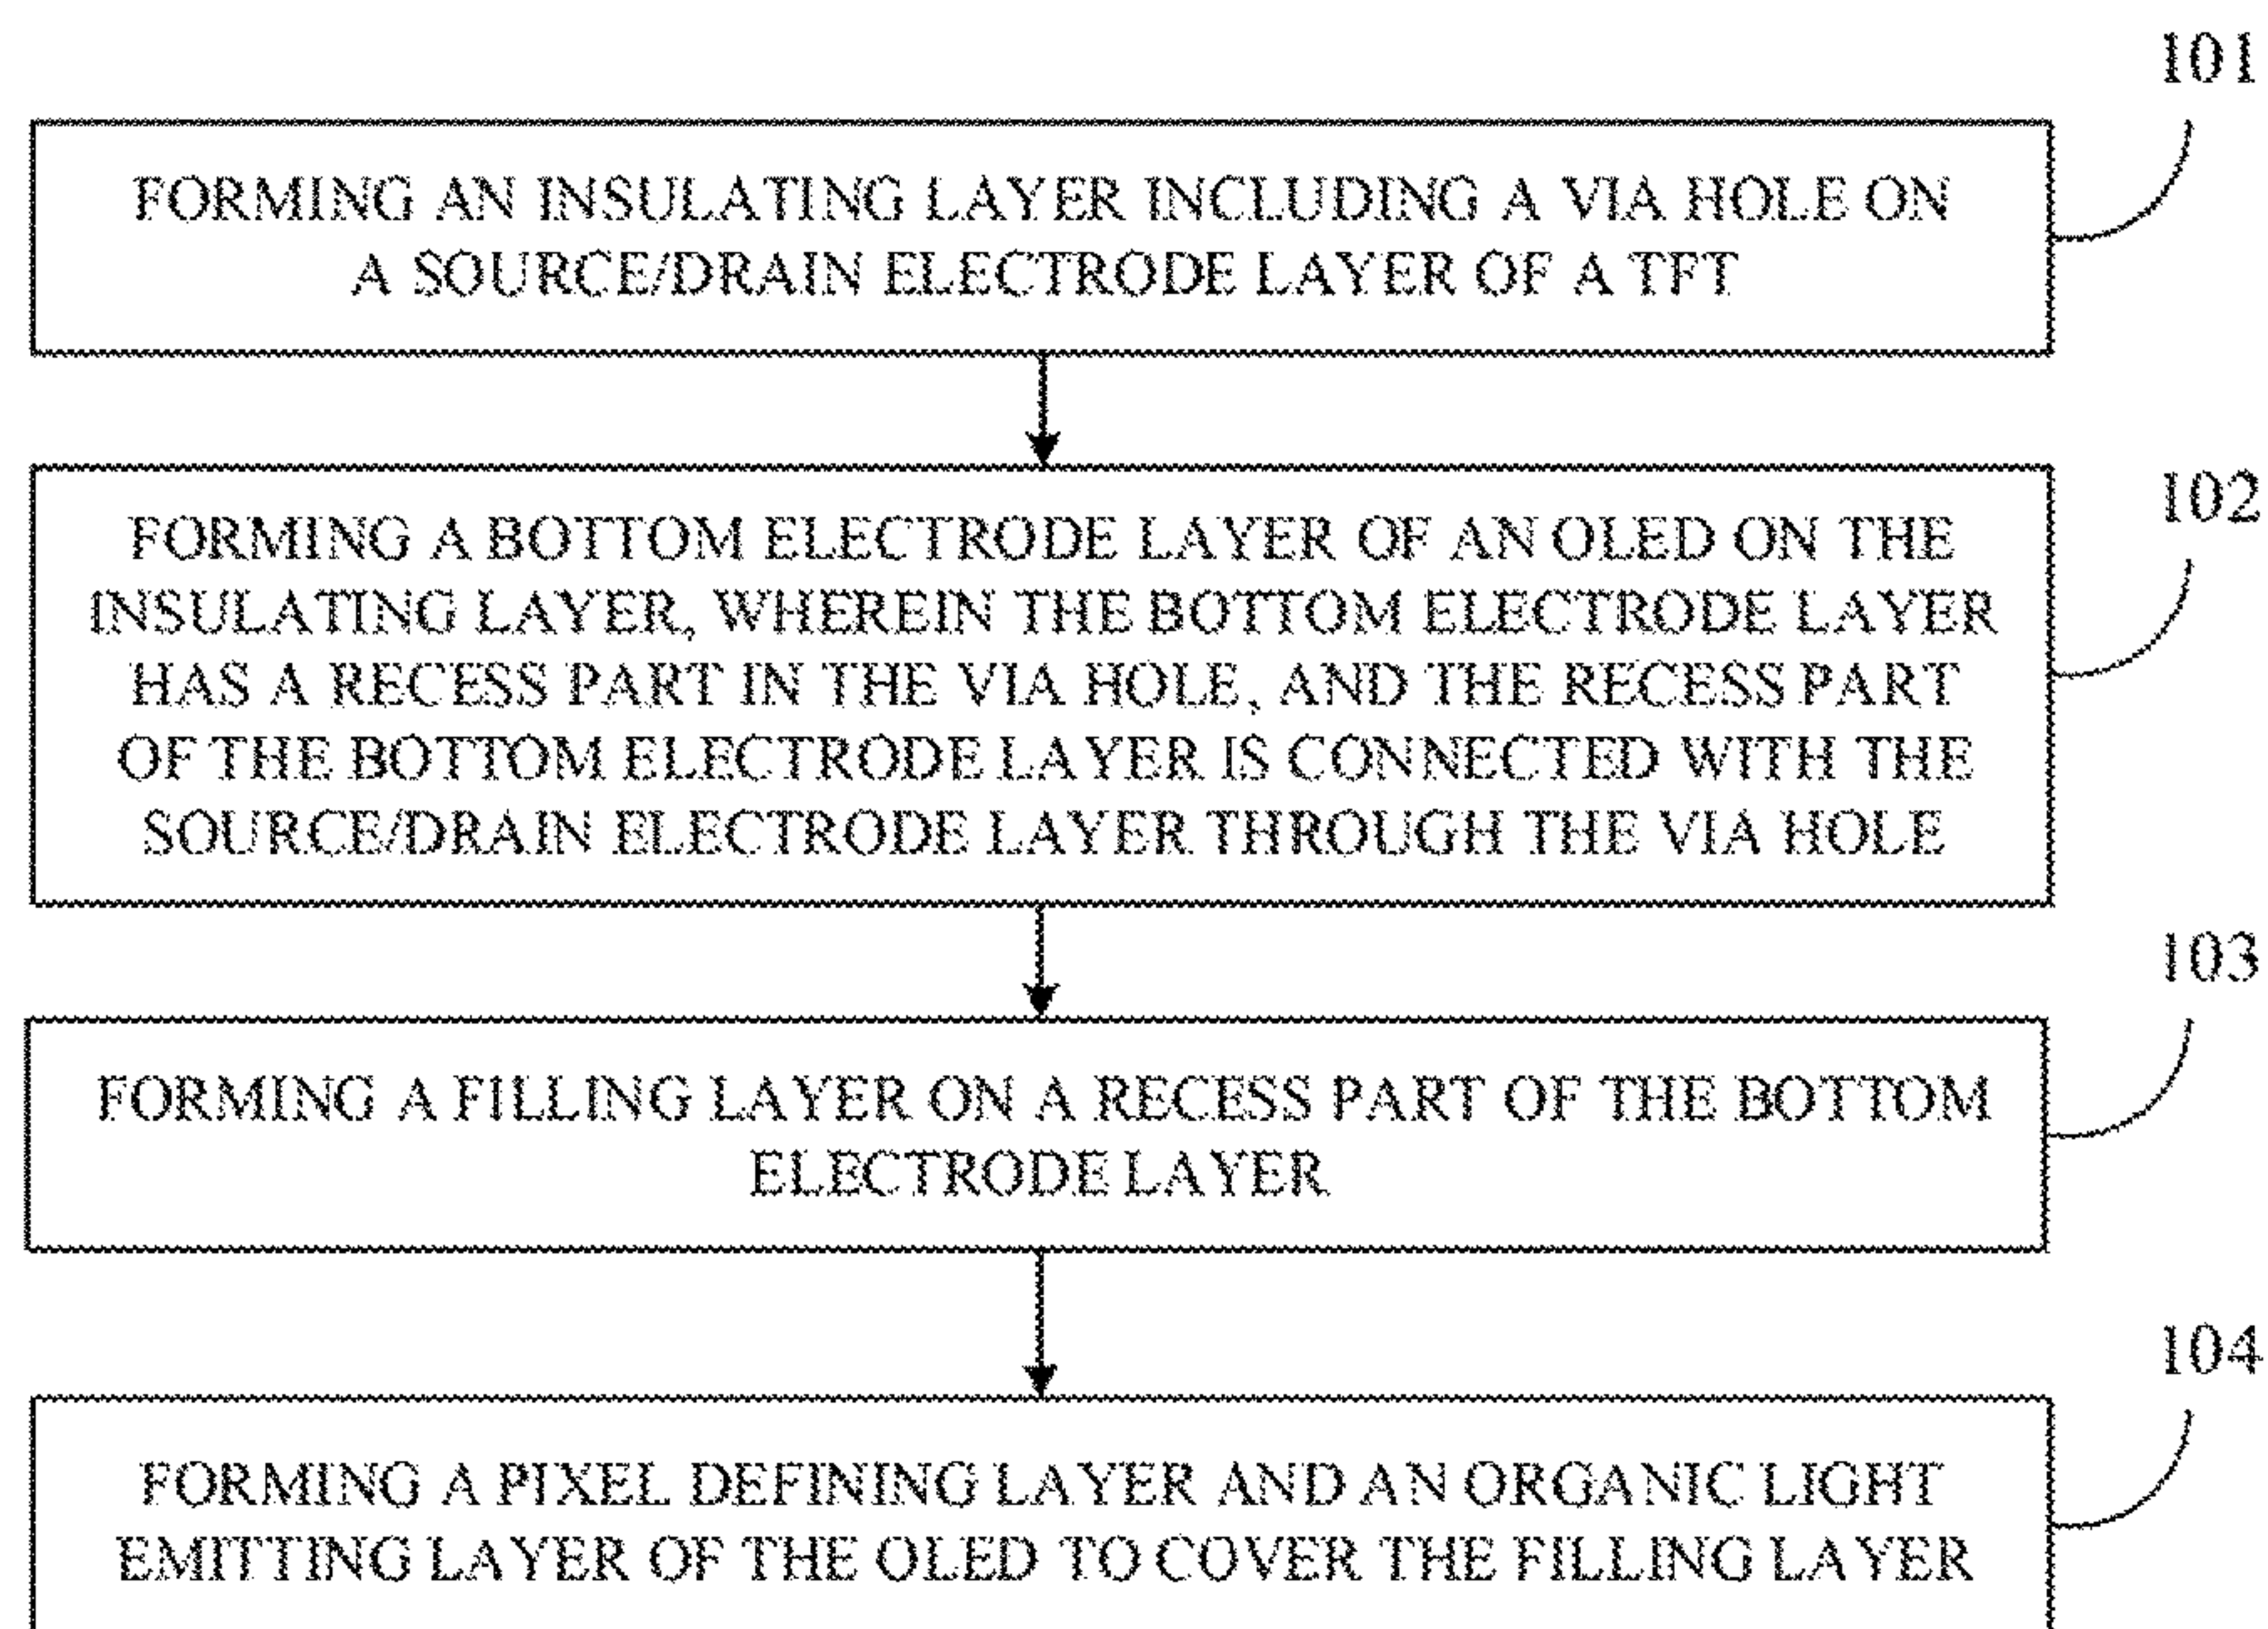 101
FORMING AN INSULATING LAYER INCLUDING A VIA HOLE ON
A SOURCE/DRAIN ELECTRODE LAYER OF A TFT
102
FORMING A BOTTOM ELECTRODE LAYER OF AN OLED ON THE
INSULATING LAYER, WHEREIN THE BOTTOM ELECTRODE LAYER
HAS A RECESS PART IN THE VIA HOLE, AND THE RECESS PART
OF THE BOTTOM ELECTRODE LAYER IS CONNECTED WITH THE
SOURCE/DRAIN ELECTRODE LAYER THROUGH THE VIA HOLE
103
FORMING A FILLING LAYER ON A RECESS PART OF THE BOTTOM
ELECTRODE LAYER
104
FORMING A PIXEL DEFINING LAYER AND AN ORGANIC LIGHT
EMITTING LAYER OF THE OLED TO COVER THE FILLING LAYER